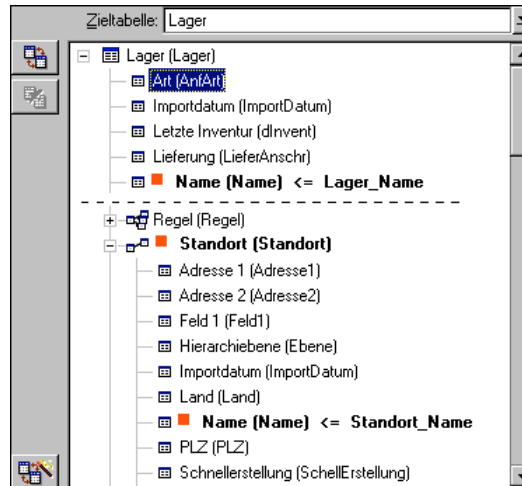 Zieltabelle: Lager
Lager (Lager)
Art (AnfArt)
Importdatum (ImportDatum)
Letzte Inventur (dInvent)
Lieferung (LieferAnschr)
Name (Name) <= Lager_Name
Regel (Regel)
Standort (Standort)
Adresse 1 (Adresse1)
Adresse 2 (Adresse2)
Feld 1 (Feld1)
Hierarchiebene (Ebene)
Importdatum (ImportDatum)
Land (Land)
Name (Name) <= Standort_Name
PLZ (PLZ)
Schnellerstellung (SchellErstellung)